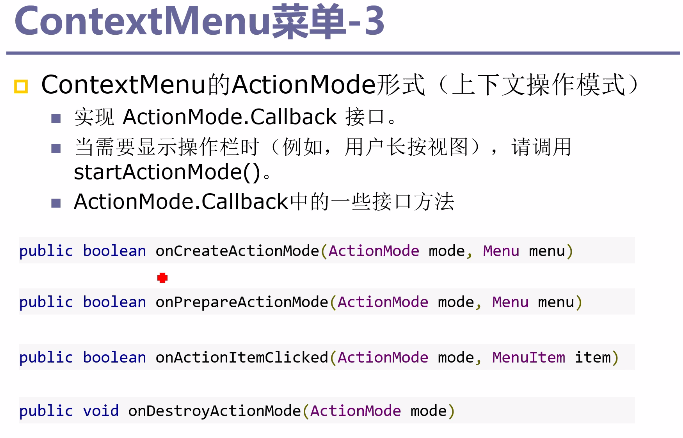 ContextMenu菜单-3
ContextMenu的ActionMode形式（上下文操作模式）
实现 ActionMode.Callback 接口。
当需要显示操作栏时（例如，用户长按视图），请调用
startActionMode()。
ActionMode.Callback中的一些接口方法
public boolean onCreateActionMode(ActionMode mode, Menu menu)
public boolean onPrepareActionMode(ActionMode mode, Menu menu)
public boolean onActionItemClicked(ActionMode mode, MenuItem item)
public void onDestroyActionMode(ActionMode mode)